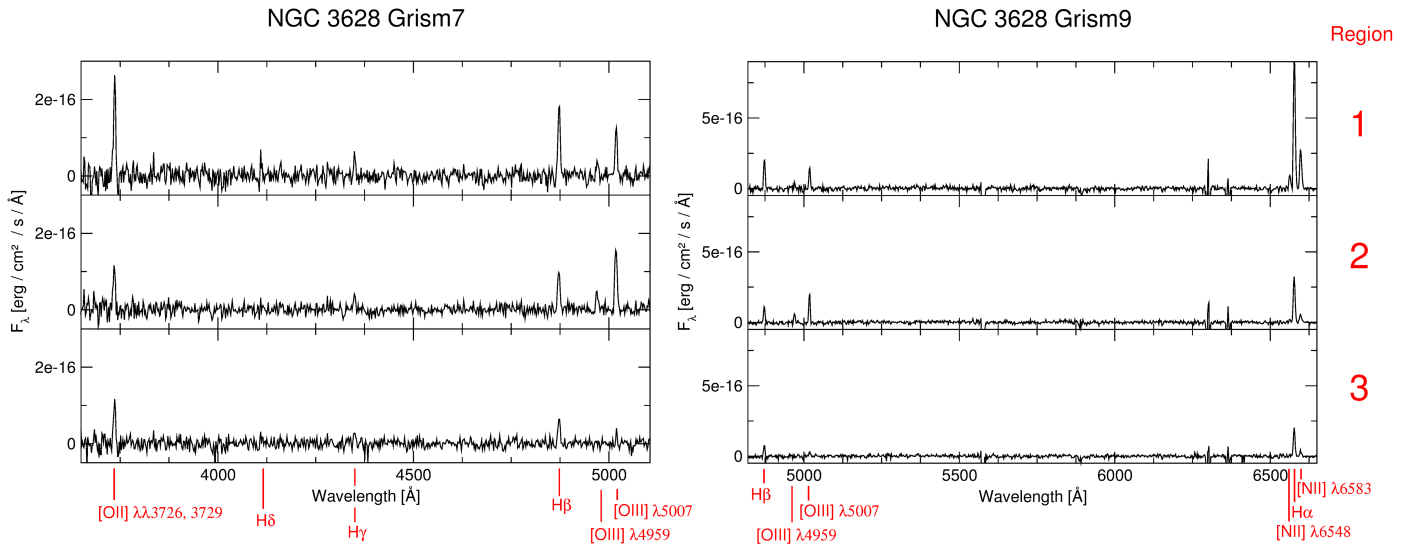 NGC 3628 Grism7
NGC 3628 Grism9
Region
2e-16
0
2e-16
0
2e-16
0
Fλ [erg / cm² / s / Å]
4000
4500
5000
Wavelength [Å]
[OII] λλ3726, 3729
Hδ
Hγ
Hβ
[OIII] λ5007
[OIII] λ4959
5e-16
0
5e-16
0
5e-16
0
Fλ [erg / cm² / s / Å]
5000
5500
6000
6500
Wavelength [Å]
Hβ
[OIII] λ5007
[OIII] λ4959
[NII] λ6583
Hα
[NII] λ6548
1
2
3